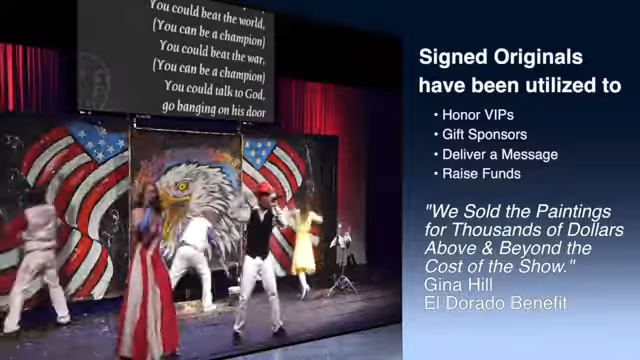 You could beat the world,
(You can be a champion)
You could beat the war,
(You can be a champion)
You could talk to God,
go banging on his door
Signed Originals
have been utilized to
• Honor VIPs
• Gift Sponsors
• Deliver a Message
• Raise Funds
"We Sold the Paintings
for Thousands of Dollars
Above & Beyond the
Cost of the Show."
Gina Hill
El Dorado Benefit